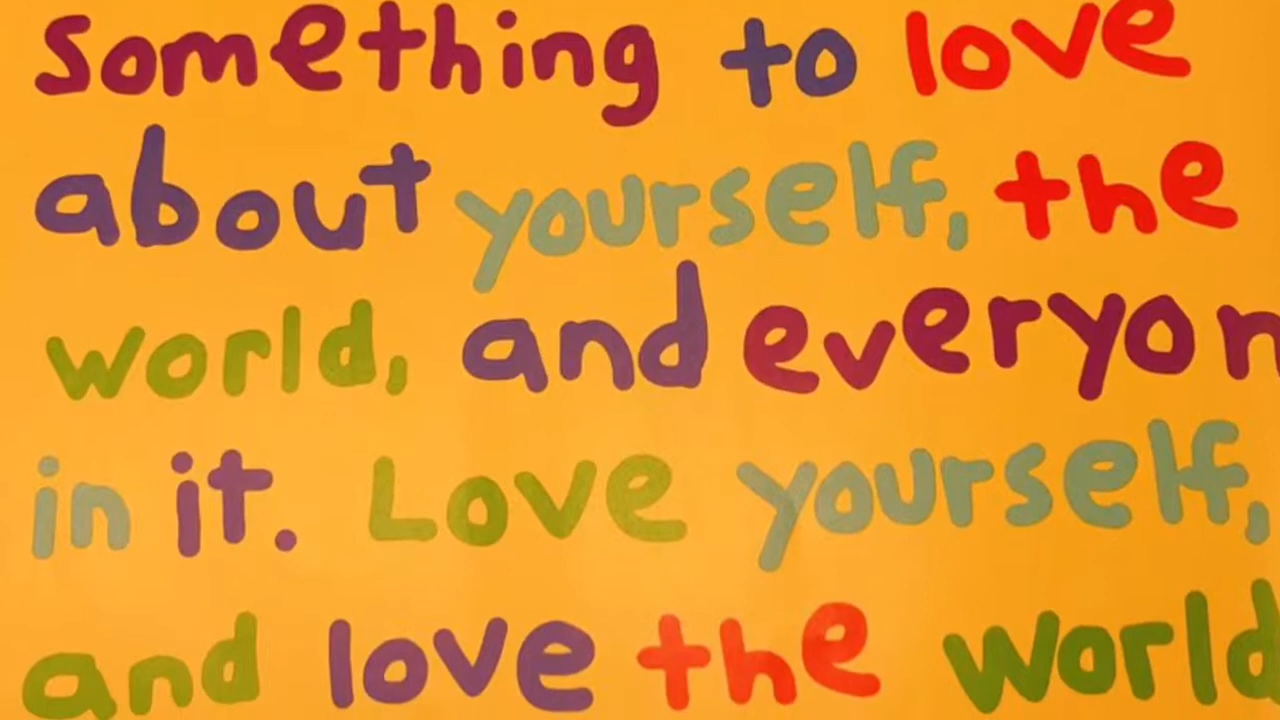 something to love
about yourself, the
world, and everyon
in it. Love yourself,
and love the world